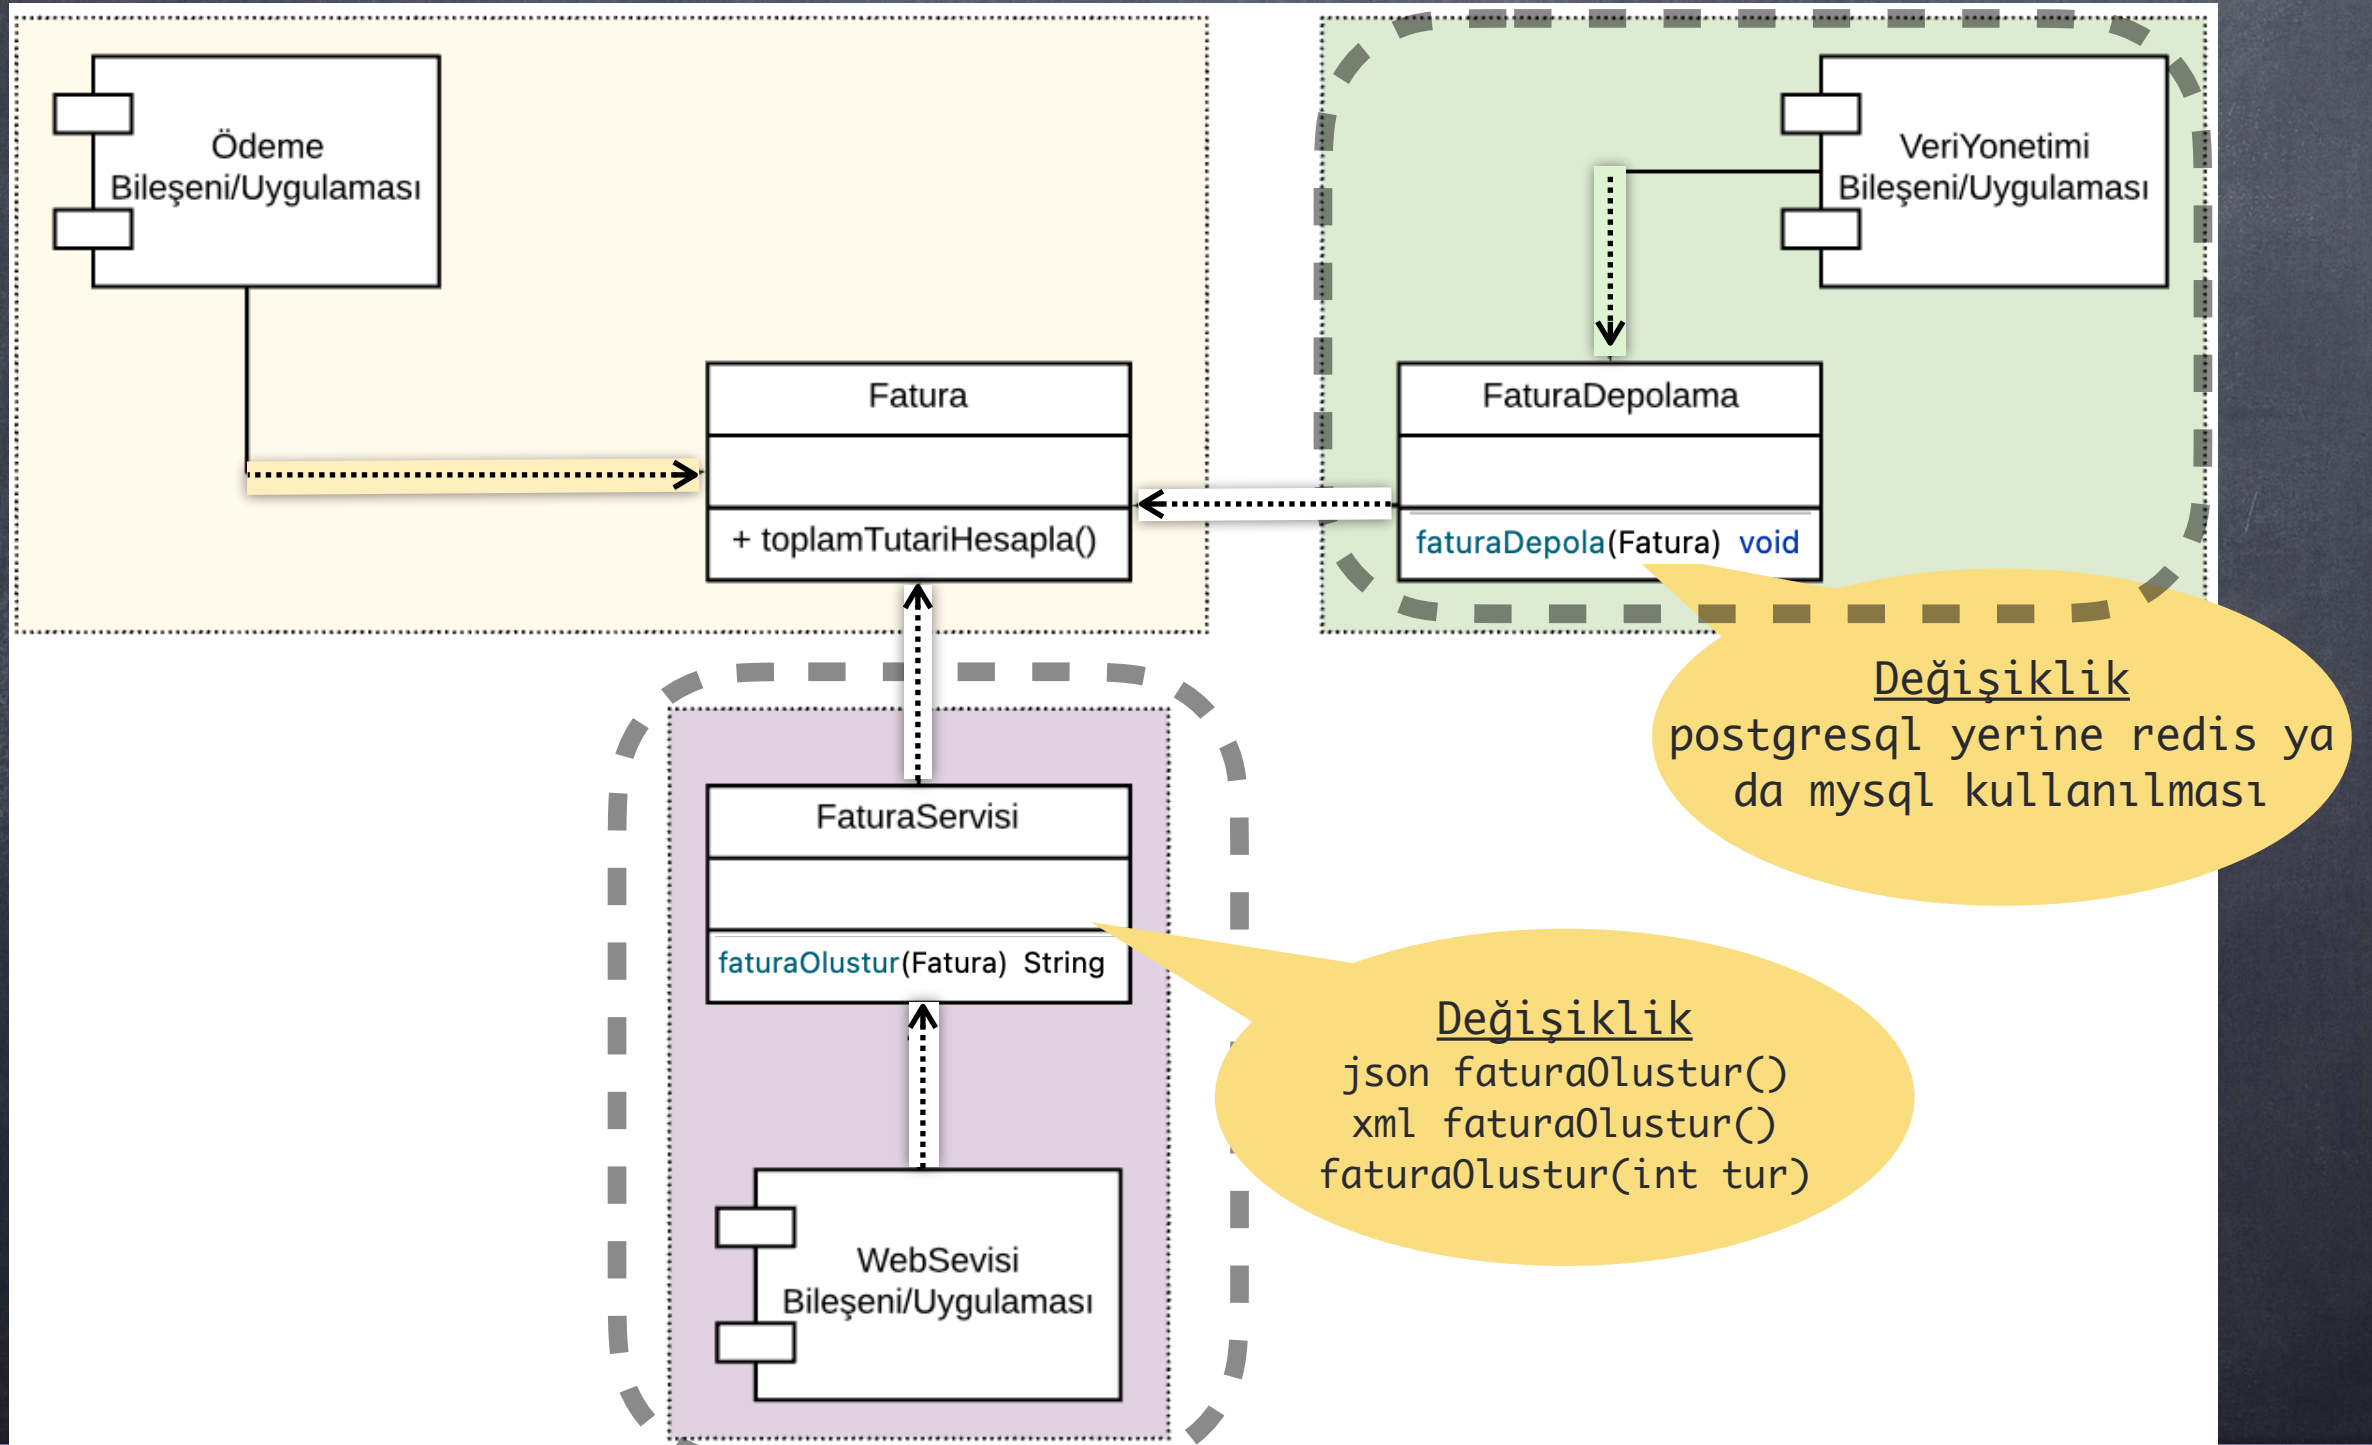 Ödeme
Bileşeni/Uygulaması
VeriYonetimi
Bileşeni/Uygulaması
Fatura
+ toplamTutariHesapla()
FaturaDepolama
faturaDepola(Fatura) void
Değişiklik
postgresql yerine redis ya
da mysql kullanılması
FaturaServisi
faturaOlustur(Fatura) String
Değişiklik
json faturaOlustur()
xml faturaOlustur()
faturaOlustur(int tur)
WebSevisi
Bileşeni/Uygulaması